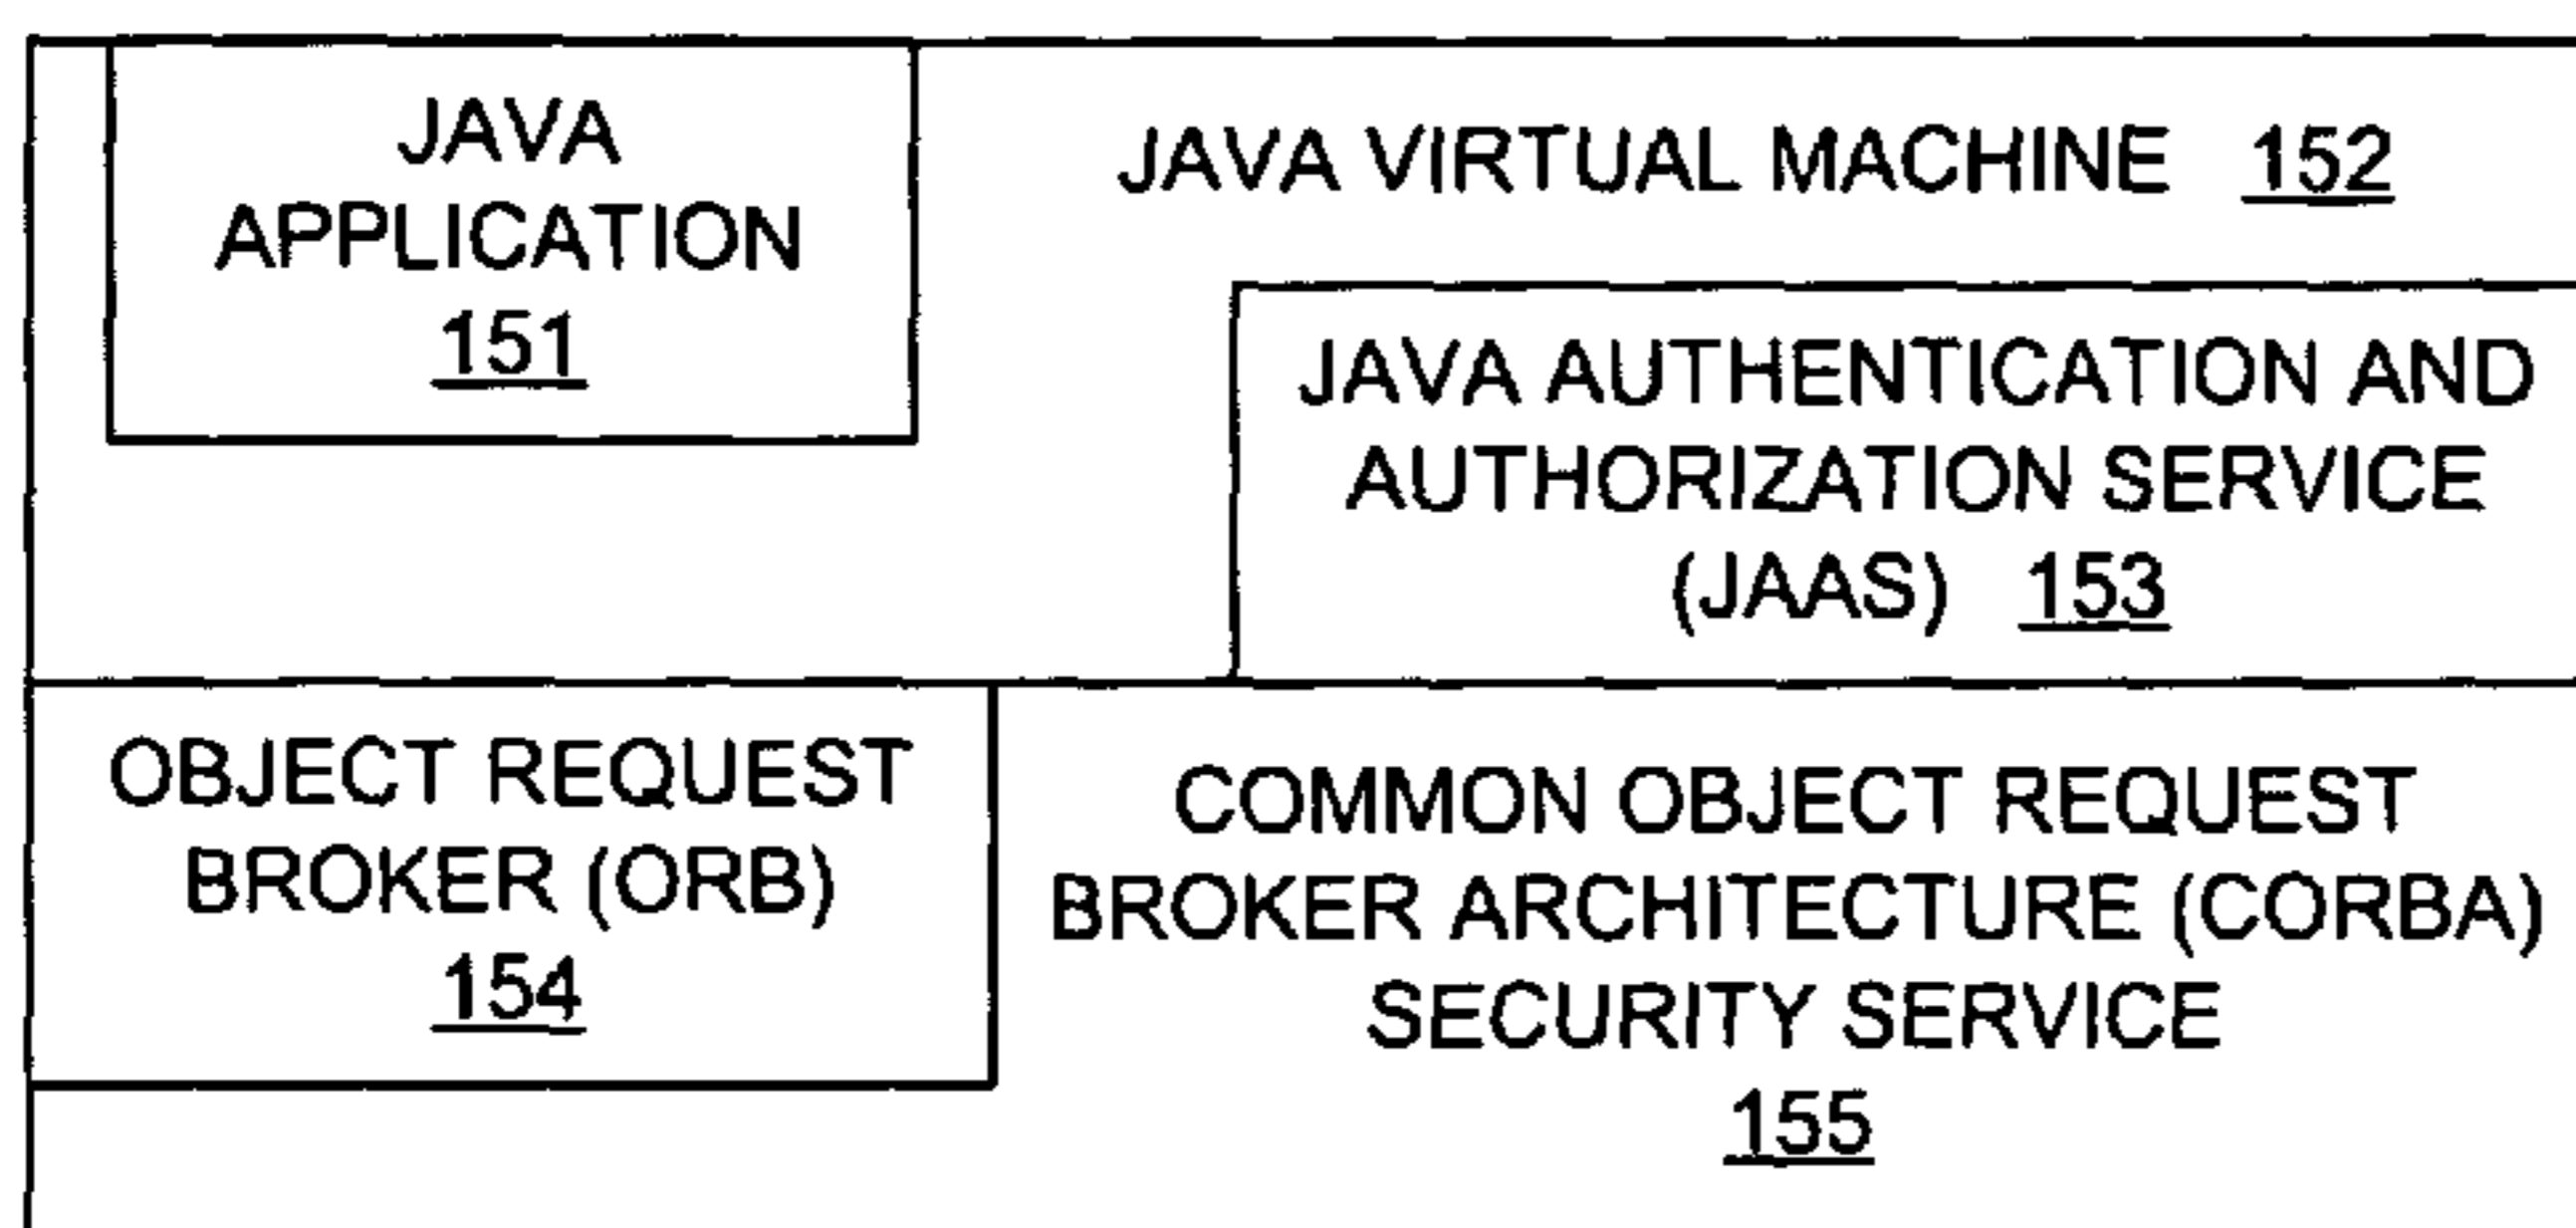 JAVA
APPLICATION
151
JAVA VIRTUAL MACHINE 152
JAVA AUTHENTICATION AND
AUTHORIZATION SERVICE
(JAAS) 153
OBJECT REQUEST
BROKER (ORB)
154
COMMON OBJECT REQUEST
BROKER ARCHITECTURE (CORBA)
SECURITY SERVICE
155